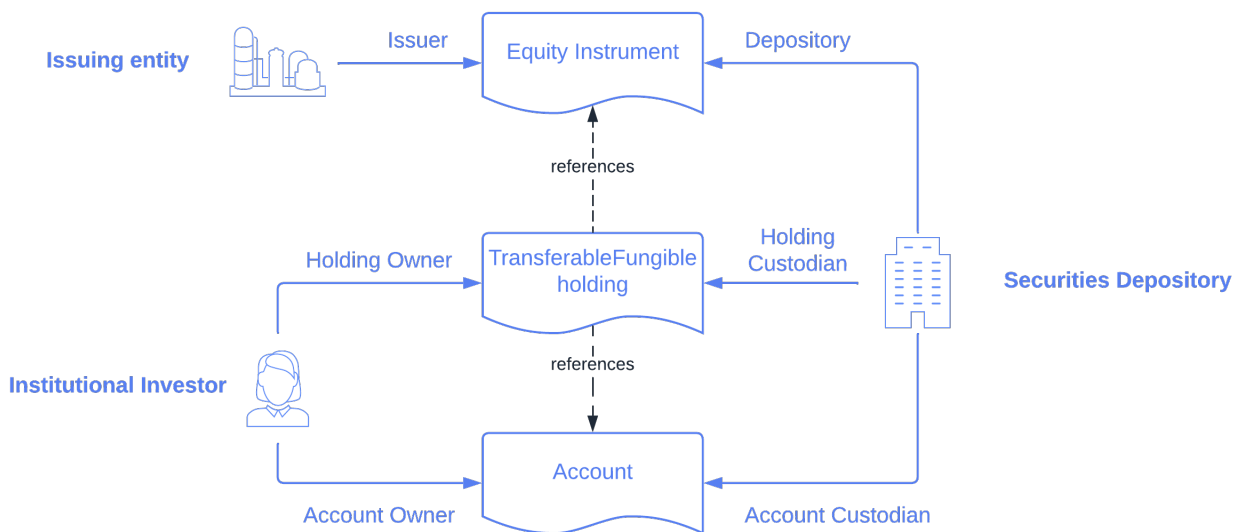 Issuer
Equity Instrument
Depository
Issuing entity
references
Holding Owner
TransferableFungible
holding
Holding
Custodian
Securities Depository
references
Institutional Investor
Account
Account Owner
Account Custodian